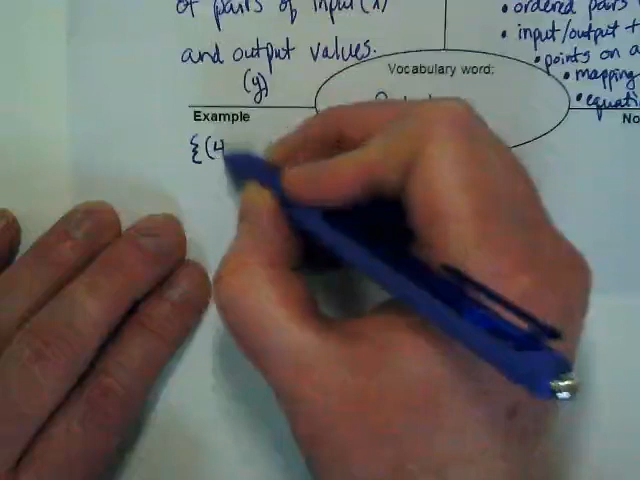 of pairs of input (x)
and output values.
(y)
• ordered pairs
• input/output
• points on a
• mapping
• equati
Vocabulary word:
Example
No
{(4